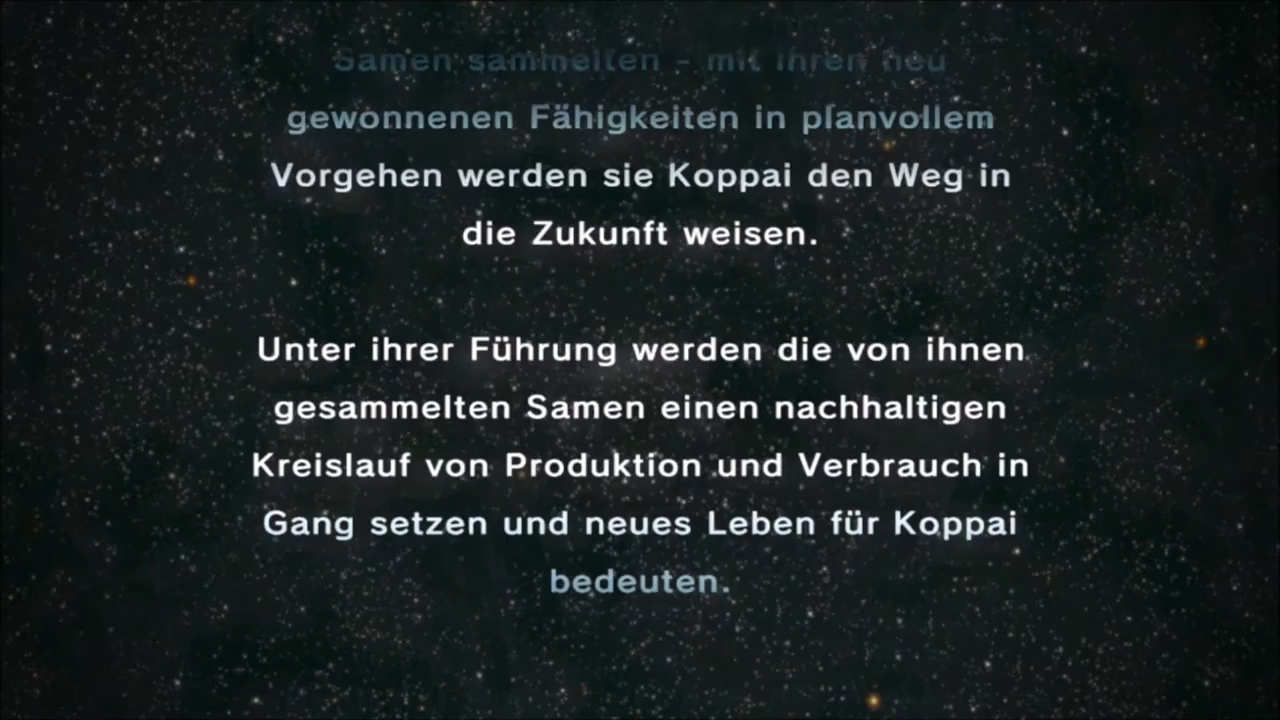 Samen sammelten - mit ihren neu
gewonnenen Fähigkeiten in planvollem
Vorgehen werden sie Koppai den Weg in
die Zukunft weisen.
Unter ihrer Führung werden die von ihnen
gesammelten Samen einen nachhaltigen
Kreislauf von Produktion und Verbrauch in
Gang setzen und neues Leben für Koppai
bedeuten.